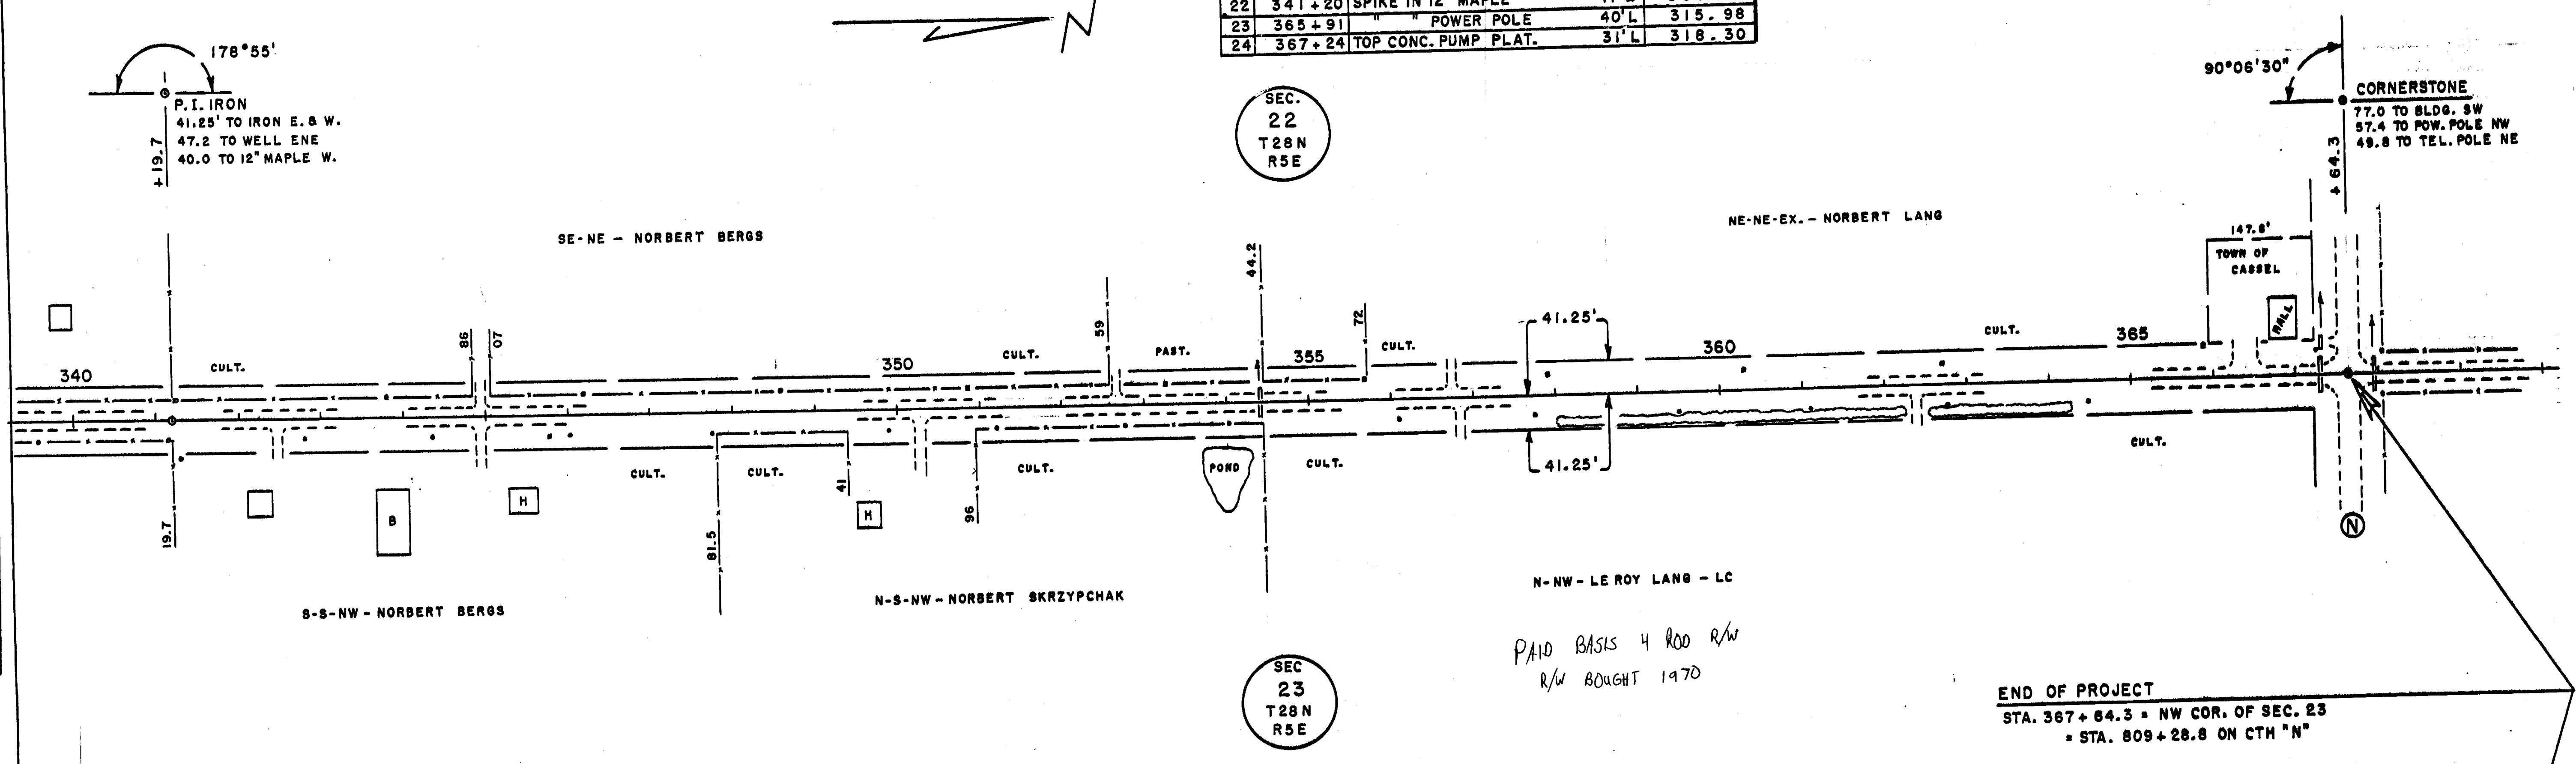 22 341+20 SPIKE IN 12" MAPLE
23 365+91 " " POWER POLE 40'L 315.98
24 367+24 TOP CONC. PUMP PLAT. 31'L 318.30
N
178°55'
P.I. IRON
41.25' TO IRON E. & W.
47.2 TO WELL ENE
40.0 TO 12" MAPLE W.
+19.7
SEC.
22
T28N
R5E
90°06'30"
CORNERSTONE
77.0 TO BLDG. SW
57.4 TO POW. POLE NW
49.8 TO TEL. POLE NE
+64.3
SE-NE - NORBERT BERGS
NE-NE-EX. - NORBERT LANG
147.8'
TOWN OF
CASSEL
HALL
44.2
86
07
59
72
41.25'
340
CULT.
350
CULT.
PAST.
355
CULT.
360
CULT.
365
41.25'
CULT.
CULT.
CULT.
CULT.
POND
CULT.
19.7
B
H
81.5
41
H
96
N
S-S-NW - NORBERT BERGS
N-S-NW - NORBERT SKRZYPCHAK
N-NW - LE ROY LANG - LC
PAID BASIS 4 ROD R/W
R/W BOUGHT 1970
SEC
23
T28N
R5E
END OF PROJECT
STA. 367+64.3 = NW COR. OF SEC. 23
= STA. 809+28.8 ON CTH "N"